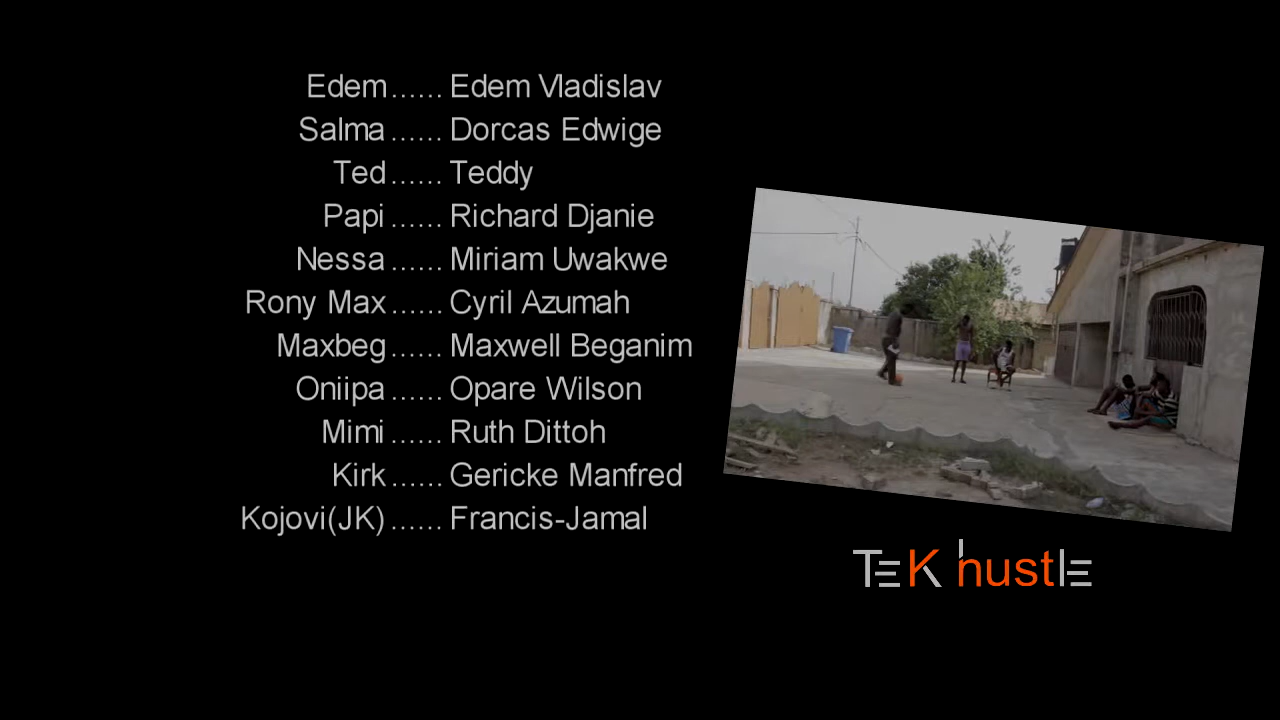 Edem...... Edem Vladislav
Salma...... Dorcas Edwige
Ted...... Teddy
Papi...... Richard Djanie
Nessa...... Miriam Uwakwe
Rony Max...... Cyril Azumah
Maxbeg...... Maxwell Beganim
Oniipa...... Opare Wilson
Mimi...... Ruth Dittoh
Kirk...... Gericke Manfred
Kojovi(JK)...... Francis-Jamal
TEK hustlE